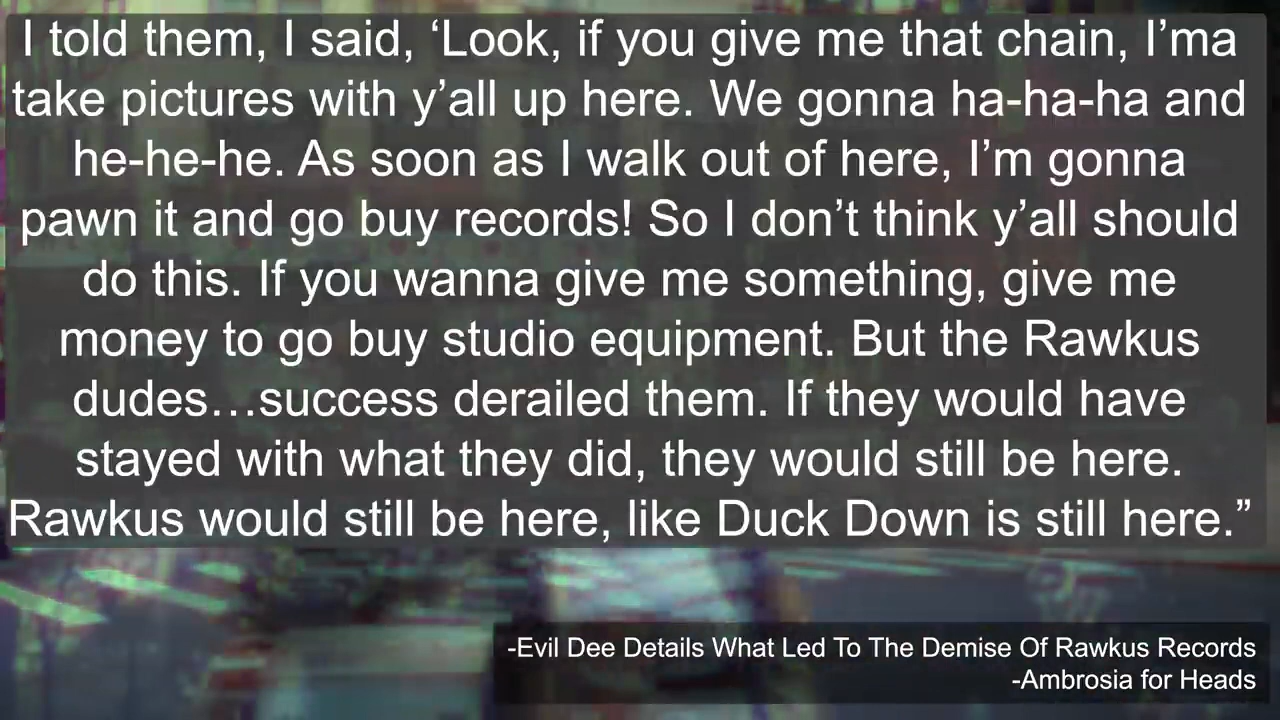 I told them, I said, ‘Look, if you give me that chain, I’ma
take pictures with y’all up here. We gonna ha-ha-ha and
he-he-he. As soon as I walk out of here, I’m gonna
pawn it and go buy records! So I don’t think y’all should
do this. If you wanna give me something, give me
money to go buy studio equipment. But the Rawkus
dudes…success derailed them. If they would have
stayed with what they did, they would still be here.
Rawkus would still be here, like Duck Down is still here.”
-Evil Dee Details What Led To The Demise Of Rawkus Records
-Ambrosia for Heads